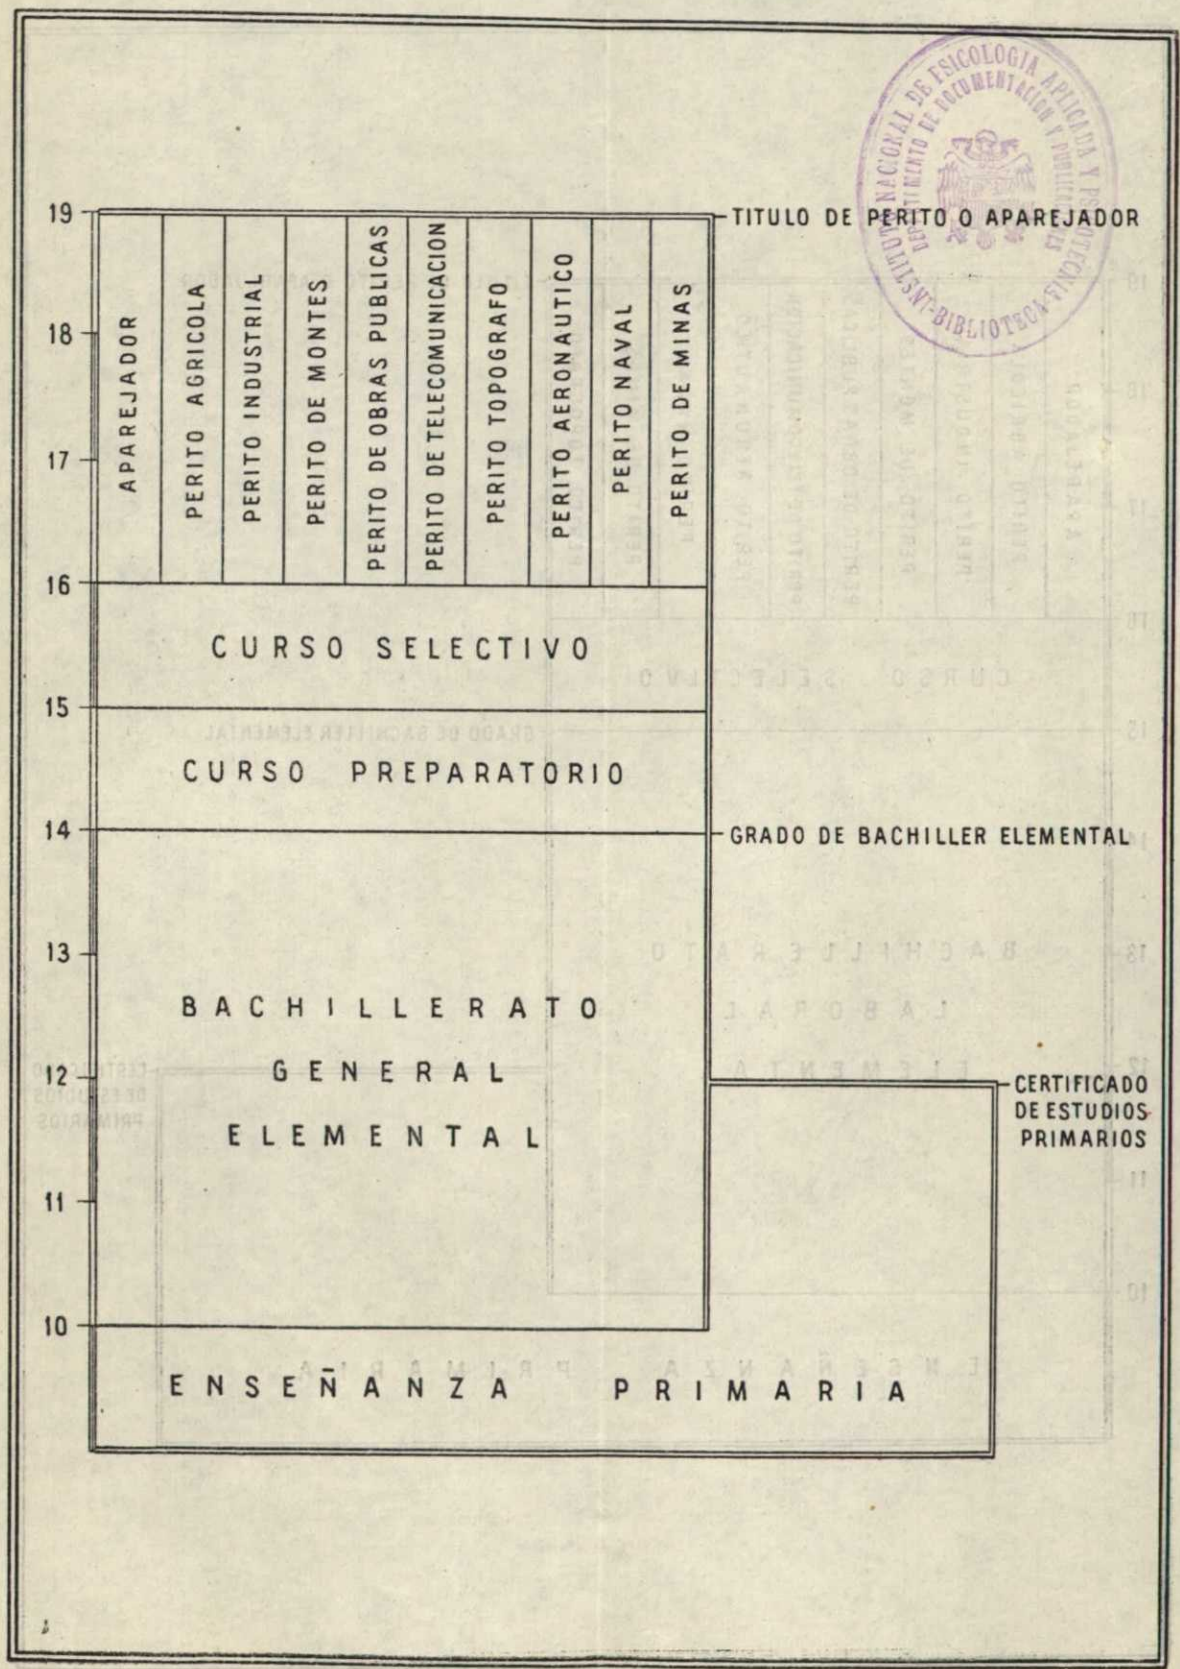 INSTITUTO NACIONAL DE PSICOLOGIA APLICADA Y PSICOTECNIA-BIBLIOTECA-
DEPARTAMENTO DE DOCUMENTACION Y PUBLICACIONES
19
TITULO DE PERITO O APAREJADOR
APAREJADOR
PERITO AGRICOLA
PERITO INDUSTRIAL
PERITO DE MONTES
PERITO DE OBRAS PUBLICAS
PERITO DE TELECOMUNICACION
PERITO TOPOGRAFO
PERITO AERONAUTICO
PERITO NAVAL
PERITO DE MINAS
18
17
16
CURSO SELECTIVO
15
CURSO PREPARATORIO
14
GRADO DE BACHILLER ELEMENTAL
13
BACHILLERATO
GENERAL
ELEMENTAL
12
CERTIFICADO
DE ESTUDIOS
PRIMARIOS
11
10
ENSEÑANZA PRIMARIA